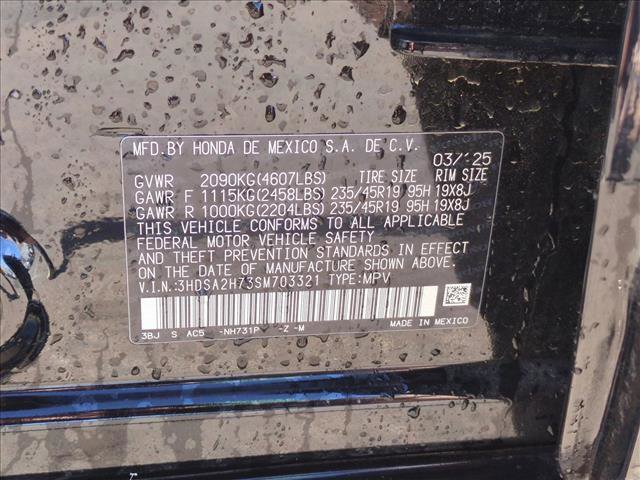 MFD.BY HONDA DE MEXICO S.A. DE C.V. 03/'25
GVWR 2090KG(4607LBS) TIRE SIZE RIM SIZE
GAWR F 1115KG(2458LBS) 235/45R19 95H 19X8J
GAWR R 1000KG(2204LBS) 235/45R19 95H 19X8J
THIS VEHICLE CONFORMS TO ALL APPLICABLE
FEDERAL MOTOR VEHICLE SAFETY
AND THEFT PREVENTION STANDARDS IN EFFECT
ON THE DATE OF MANUFACTURE SHOWN ABOVE.
V.I.N.:3HDSA2H73SM703321 TYPE:MPV
3BJ S AC5 -NH731P -Z -M MADE IN MEXICO